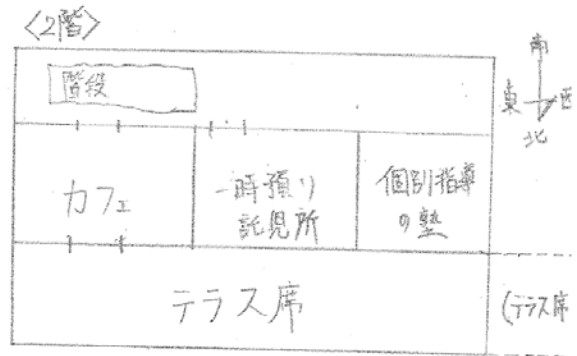 <2階>
階段
南
東
西
北
カフェ
一時預り
託児所
個別指導
の塾
テラス席
(テラス席